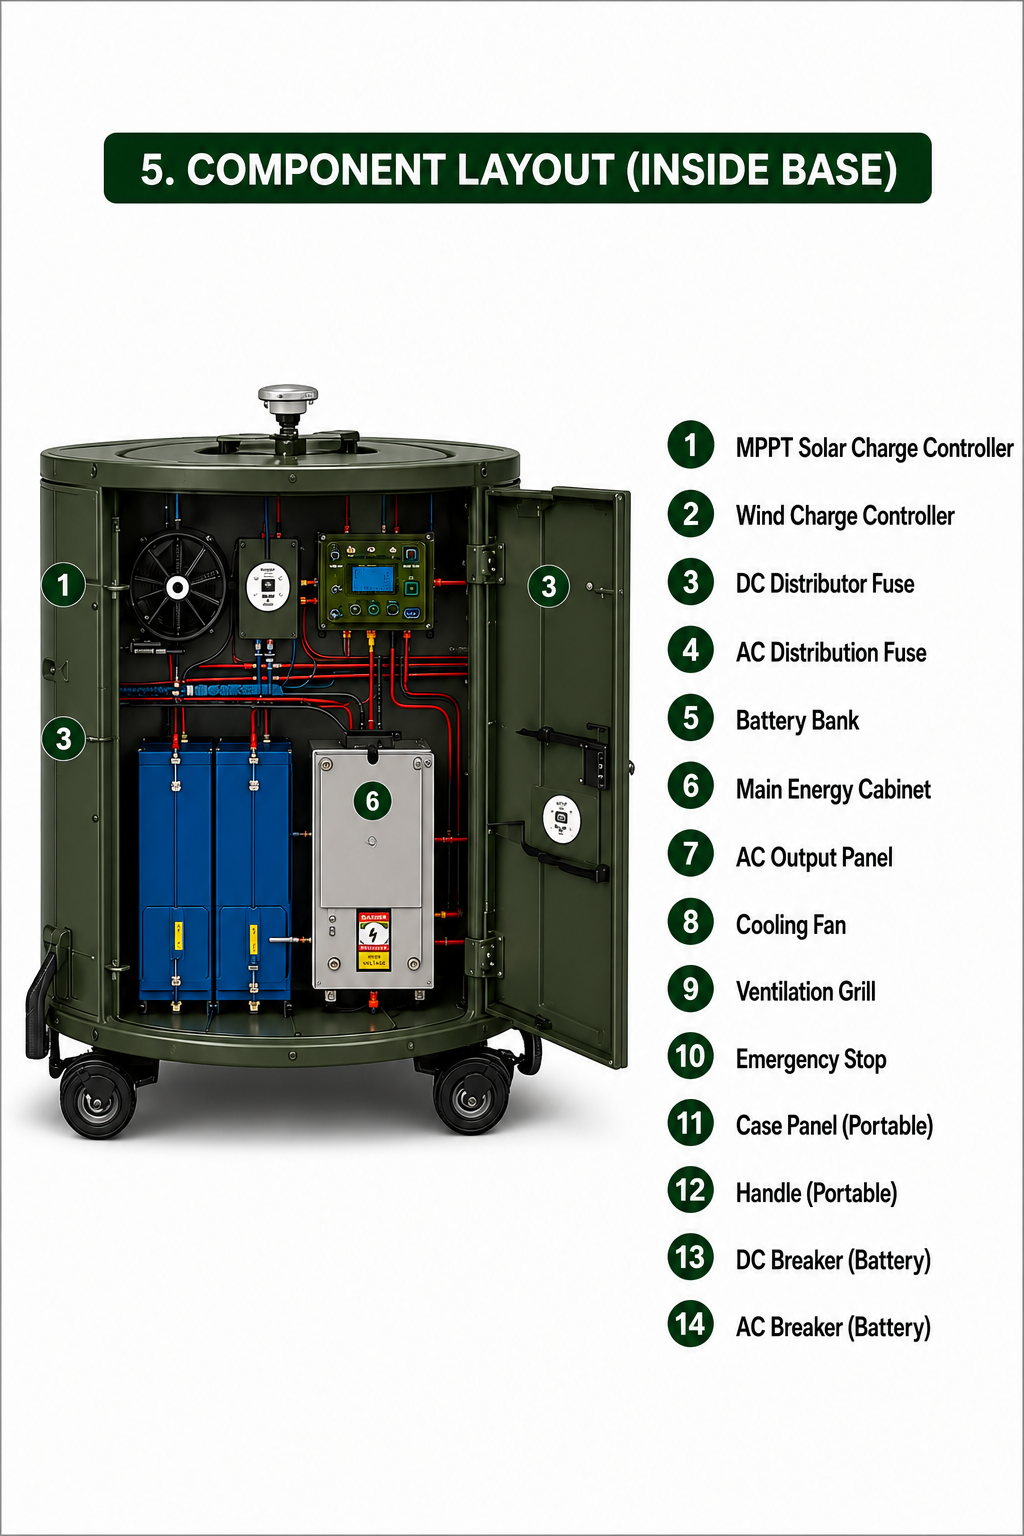 5. COMPONENT LAYOUT (INSIDE BASE)
1 MPPT Solar Charge Controller
2 Wind Charge Controller
3 DC Distributor Fuse
4 AC Distribution Fuse
5 Battery Bank
6 Main Energy Cabinet
7 AC Output Panel
8 Cooling Fan
9 Ventilation Grill
10 Emergency Stop
11 Case Panel (Portable)
12 Handle (Portable)
13 DC Breaker (Battery)
14 AC Breaker (Battery)
1
3
3
6
VOLTAGE